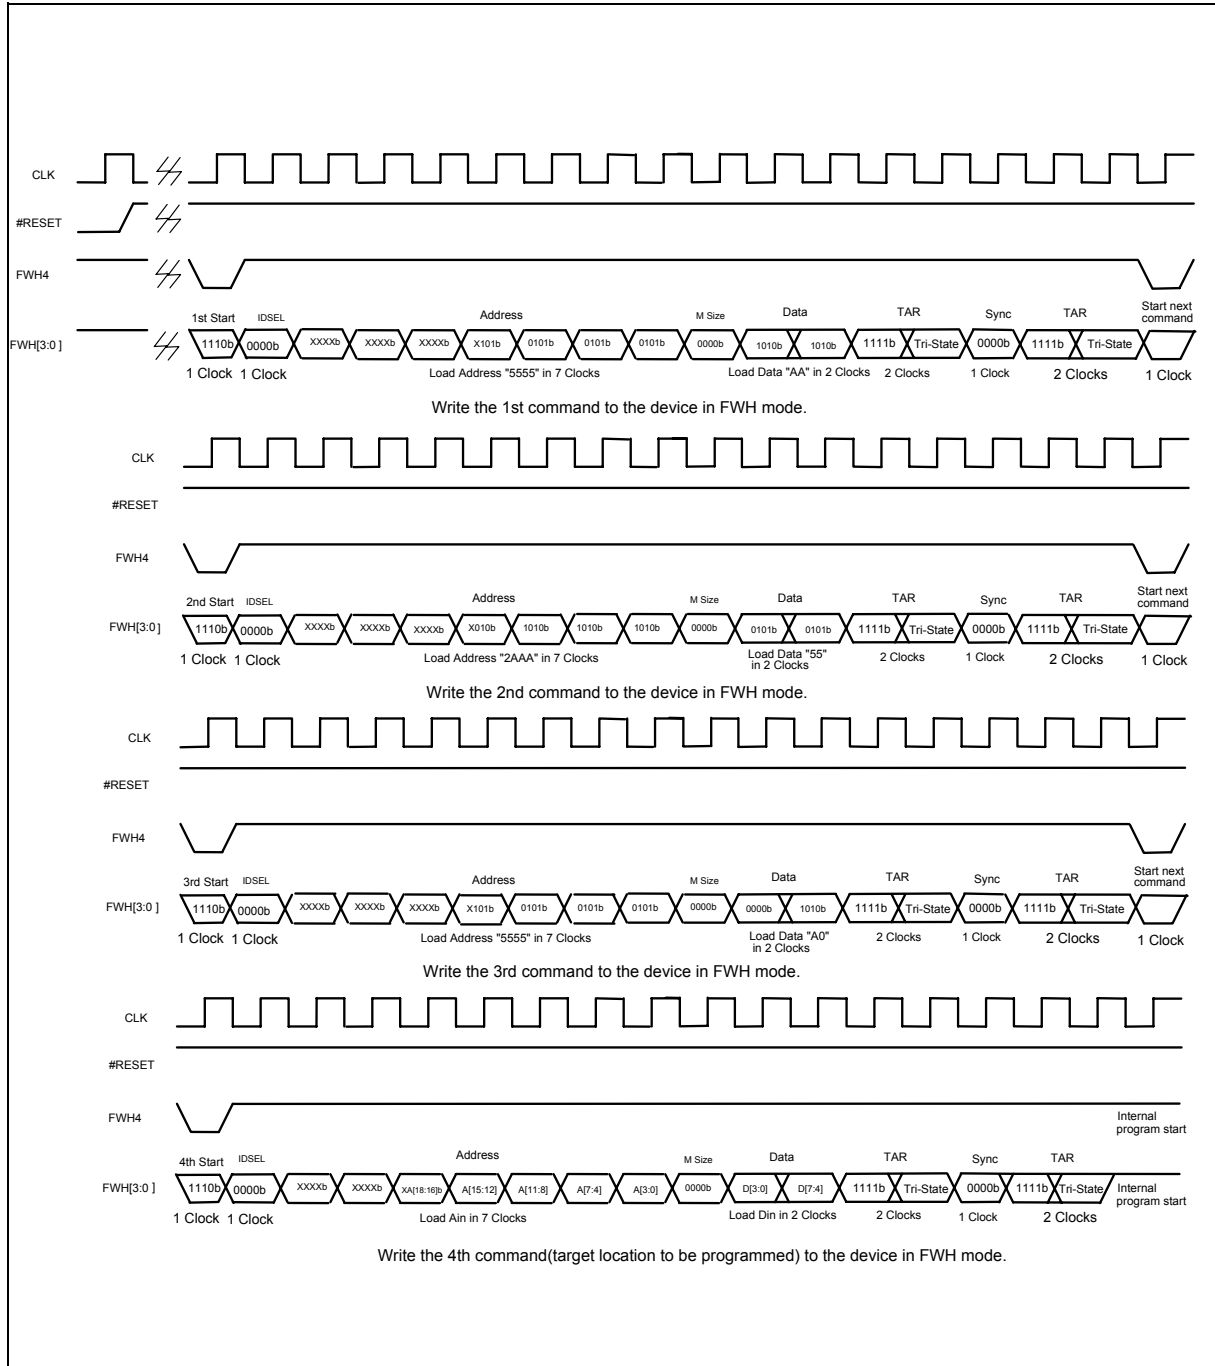 CLK
#RESET
FWH4
1st Start IDSEL Address M Size Data TAR Sync TAR Start next command
FWH[3:0 ] 1110b 0000b XXXXb XXXXb XXXXb X101b 0101b 0101b 0101b 0000b 1010b 1010b 1111b Tri-State 0000b 1111b Tri-State
1 Clock 1 Clock Load Address "5555" in 7 Clocks Load Data "AA" in 2 Clocks 2 Clocks 1 Clock 2 Clocks 1 Clock
Write the 1st command to the device in FWH mode.
CLK
#RESET
FWH4
2nd Start IDSEL Address M Size Data TAR Sync TAR Start next command
FWH[3:0 ] 1110b 0000b XXXXb XXXXb XXXXb X010b 1010b 1010b 1010b 0000b 0101b 0101b 1111b Tri-State 0000b 1111b Tri-State
1 Clock 1 Clock Load Address "2AAA" in 7 Clocks Load Data "55" in 2 Clocks 2 Clocks 1 Clock 2 Clocks 1 Clock
Write the 2nd command to the device in FWH mode.
CLK
#RESET
FWH4
3rd Start IDSEL Address M Size Data TAR Sync TAR Start next command
FWH[3:0 ] 1110b 0000b XXXXb XXXXb XXXXb X101b 0101b 0101b 0101b 0000b 0000b 1010b 1111b Tri-State 0000b 1111b Tri-State
1 Clock 1 Clock Load Address "5555" in 7 Clocks Load Data "A0" in 2 Clocks 2 Clocks 1 Clock 2 Clocks 1 Clock
Write the 3rd command to the device in FWH mode.
CLK
#RESET
FWH4 Internal program start
4th Start IDSEL Address M Size Data TAR Sync TAR
FWH[3:0 ] 1110b 0000b XXXXb XXXXb XA[18:16]b A[15:12] A[11:8] A[7:4] A[3:0] 0000b D[3:0] D[7:4] 1111b Tri-State 0000b 1111b Tri-State Internal program start
1 Clock 1 Clock Load Ain in 7 Clocks Load Din in 2 Clocks 2 Clocks 1 Clock 2 Clocks
Write the 4th command(target location to be programmed) to the device in FWH mode.